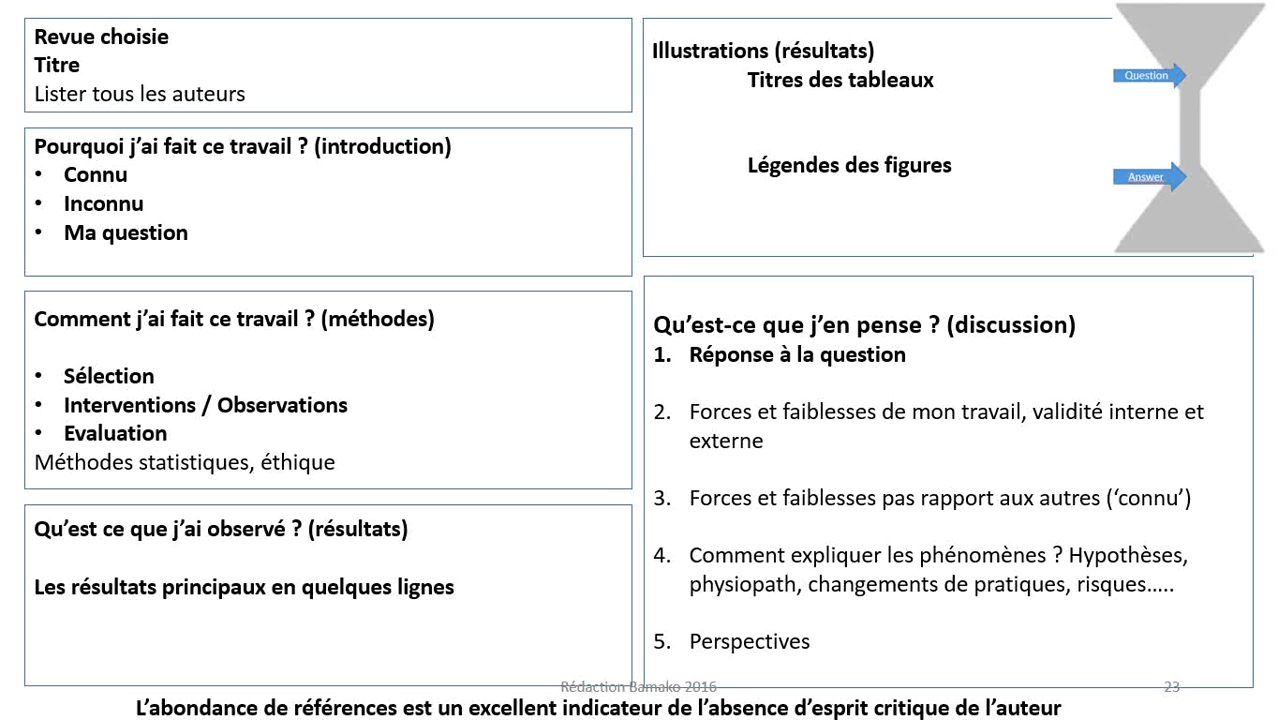 Revue choisie
Titre
Lister tous les auteurs
Pourquoi j’ai fait ce travail ? (introduction)
• Connu
• Inconnu
• Ma question
Comment j’ai fait ce travail ? (méthodes)
• Sélection
• Interventions / Observations
• Evaluation
Méthodes statistiques, éthique
Qu’est ce que j’ai observé ? (résultats)
Les résultats principaux en quelques lignes
Illustrations (résultats)
Titres des tableaux
Légendes des figures
Question
Answer
Qu’est-ce que j’en pense ? (discussion)
1. Réponse à la question
2. Forces et faiblesses de mon travail, validité interne et
externe
3. Forces et faiblesses pas rapport aux autres (‘connu’)
4. Comment expliquer les phénomènes ? Hypothèses,
physiopath, changements de pratiques, risques…..
5. Perspectives
Rédaction Bamako 2016
23
L’abondance de références est un excellent indicateur de l’absence d’esprit critique de l’auteur